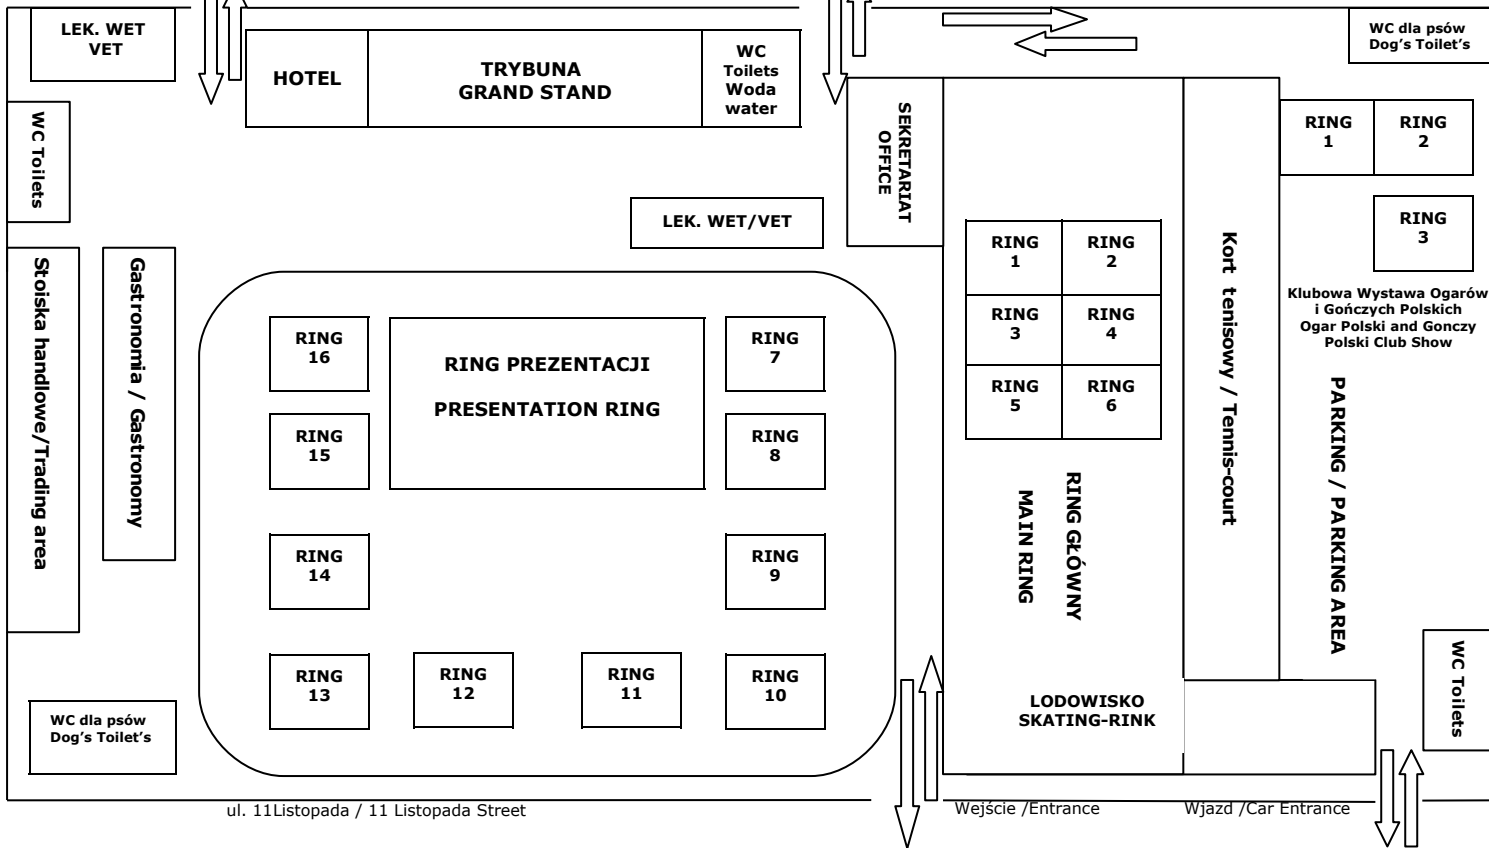 LEK. WET
VET
HOTEL
TRYBUNA
GRAND STAND
WC
Toilets
Woda
water
WC dla psów
Dog's Toilet's
WC Toilets
SEKRETARIAT
OFFICE
RING
1
RING
2
RING
3
Klubowa Wystawa Ogarów
i Gończych Polskich
Ogar Polski and Gonczy
Polski Club Show
LEK. WET/VET
RING
1
RING
2
RING
3
RING
4
RING
5
RING
6
Kort tenisowy / Tennis-court
Stoiska handlowe/Trading area
Gastronomia / Gastronomy
RING
16
RING PREZENTACJI
PRESENTATION RING
RING
7
RING
15
RING
8
RING
14
RING
9
RING
13
RING
12
RING
11
RING
10
RING GŁÓWNY
MAIN RING
PARKING / PARKING AREA
WC Toilets
LODOWISKO
SKATING-RINK
WC dla psów
Dog's Toilet's
ul. 11Listopada / 11 Listopada Street
Wejście /Entrance
Wjazd /Car Entrance